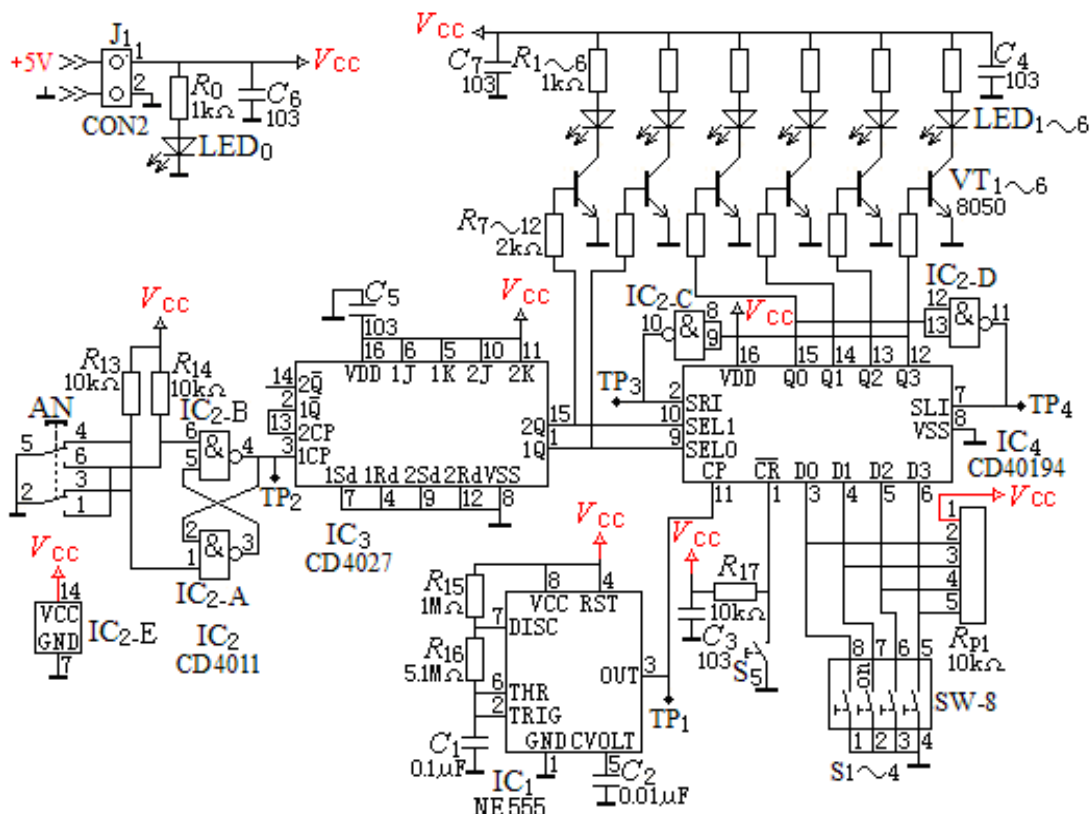 J1
+5V
1
2
CON2
R0
1kΩ
LED0
C6
103
VCC
VCC
C7
103
R1～6
1kΩ
C4
103
LED1～6
VT1～6
8050
R7～12
2kΩ
IC2-C
10
&
8
9
VCC
IC2-D
12
13
&
11
VCC
R13
10kΩ
R14
10kΩ
AN
5
4
6
3
2
1
IC2-B
6
5
&
4
TP2
2
1
&
3
IC2-A
IC2
CD4011
VCC
14
VCC
GND
7
IC2-E
C5
103
VCC
16 6 5 10 11
VDD 1J 1K 2J 2K
14 2Q
2 1Q
13 2CP
3 1CP
2Q 15
1Q 1
1Sd 1Rd 2Sd 2Rd VSS
7 4 9 12 8
IC3
CD4027
TP3
16 15 14 13 12
VDD Q0 Q1 Q2 Q3
2 SRI
10 SEL1
9 SEL0
SLI 7
VSS 8
TP4
IC4
CD40194
CP CR D0 D1 D2 D3
11 1 3 4 5 6
VCC
R15
1MΩ
R16
5.1MΩ
8 4
VCC RST
7 DISC
6 THR
2 TRIG
OUT 3
TP1
GND CVOLT
1 5
C1
0.1μF
IC1
NE555
C2
0.01μF
VCC
R17
10kΩ
C3
103
S5
VCC
1
2
3
4
5
RP1
10kΩ
8 7 6 5
ON
SW-8
1 2 3 4
S1～4